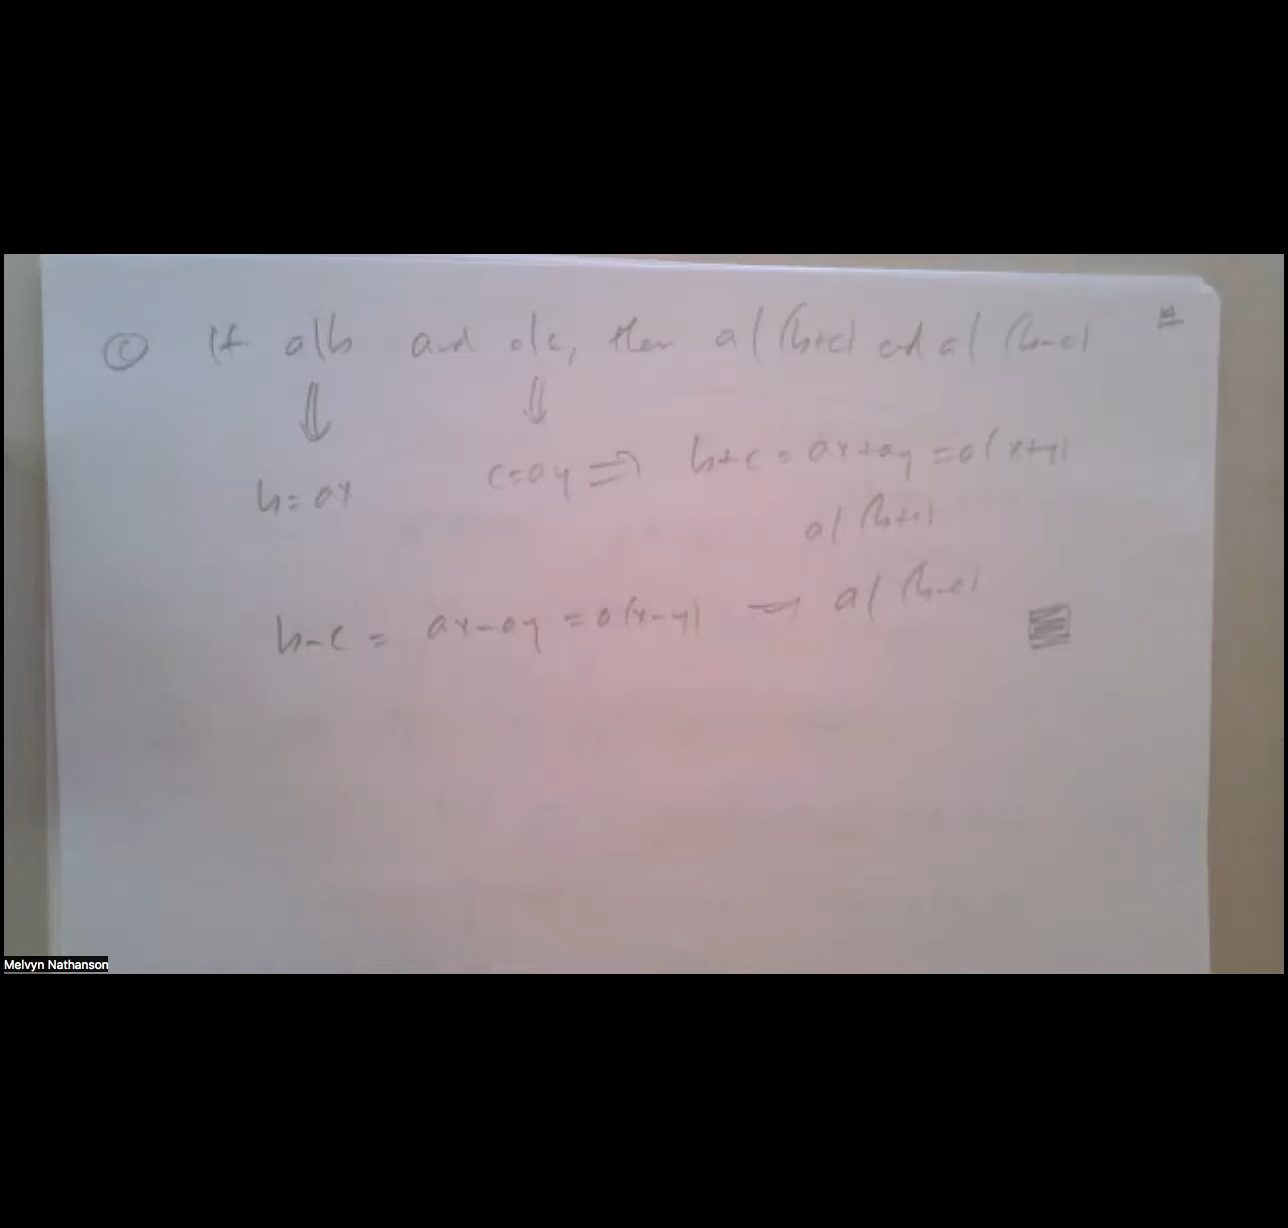 Ⓒ If a|b and a|c, then a|(b+c) and a|(b-c)
⇓ ⇓
b=ax c=ay ⇒ b+c = ax+ay = a(x+y)
a|(b+c)
b-c = ax-ay = a(x-y) ⇒ a|(b-c)
Melvyn Nathanson